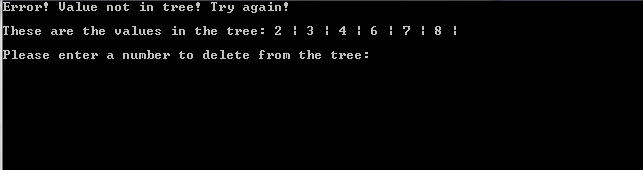 Error! Value not in tree! Try again!
These are the values in the tree: 2 ¦ 3 ¦ 4 ¦ 6 ¦ 7 ¦ 8 ¦
Please enter a number to delete from the tree: